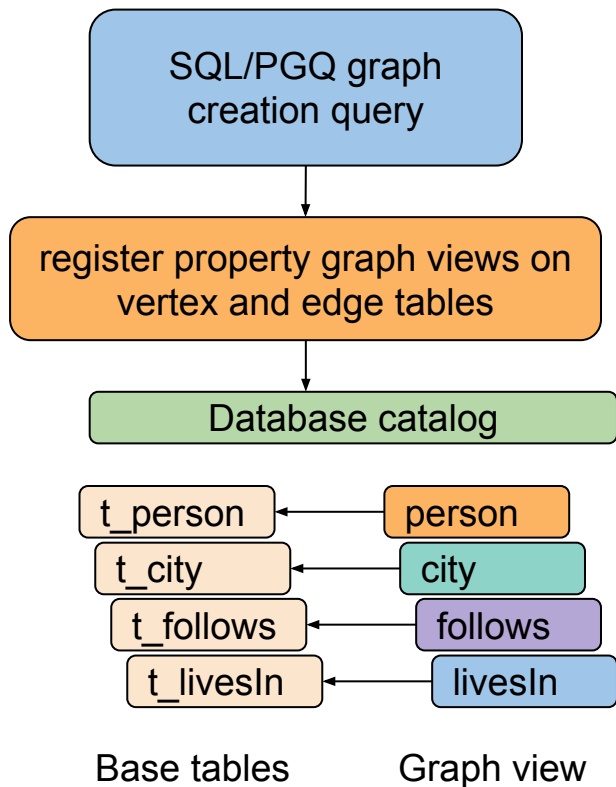 SQL/PGQ graph
creation query
register property graph views on
vertex and edge tables
Database catalog
t_person
person
t_city
city
t_follows
follows
t_livesIn
livesIn
Base tables
Graph view